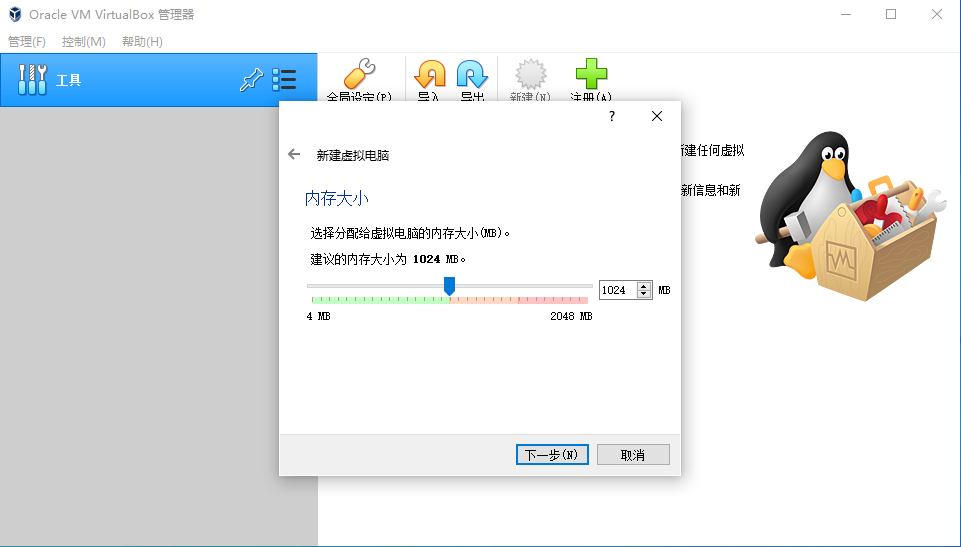 Oracle VM VirtualBox 管理器
管理(F) 控制(M) 帮助(H)
工具
全局设定(P) 导入 导出 新建(N) 注册(A)
?
新建虚拟电脑
建任何虚拟
内存大小
新信息和新
选择分配给虚拟电脑的内存大小(MB)。
建议的内存大小为 1024 MB。
1024 MB
4 MB 2048 MB
下一步(N) 取消